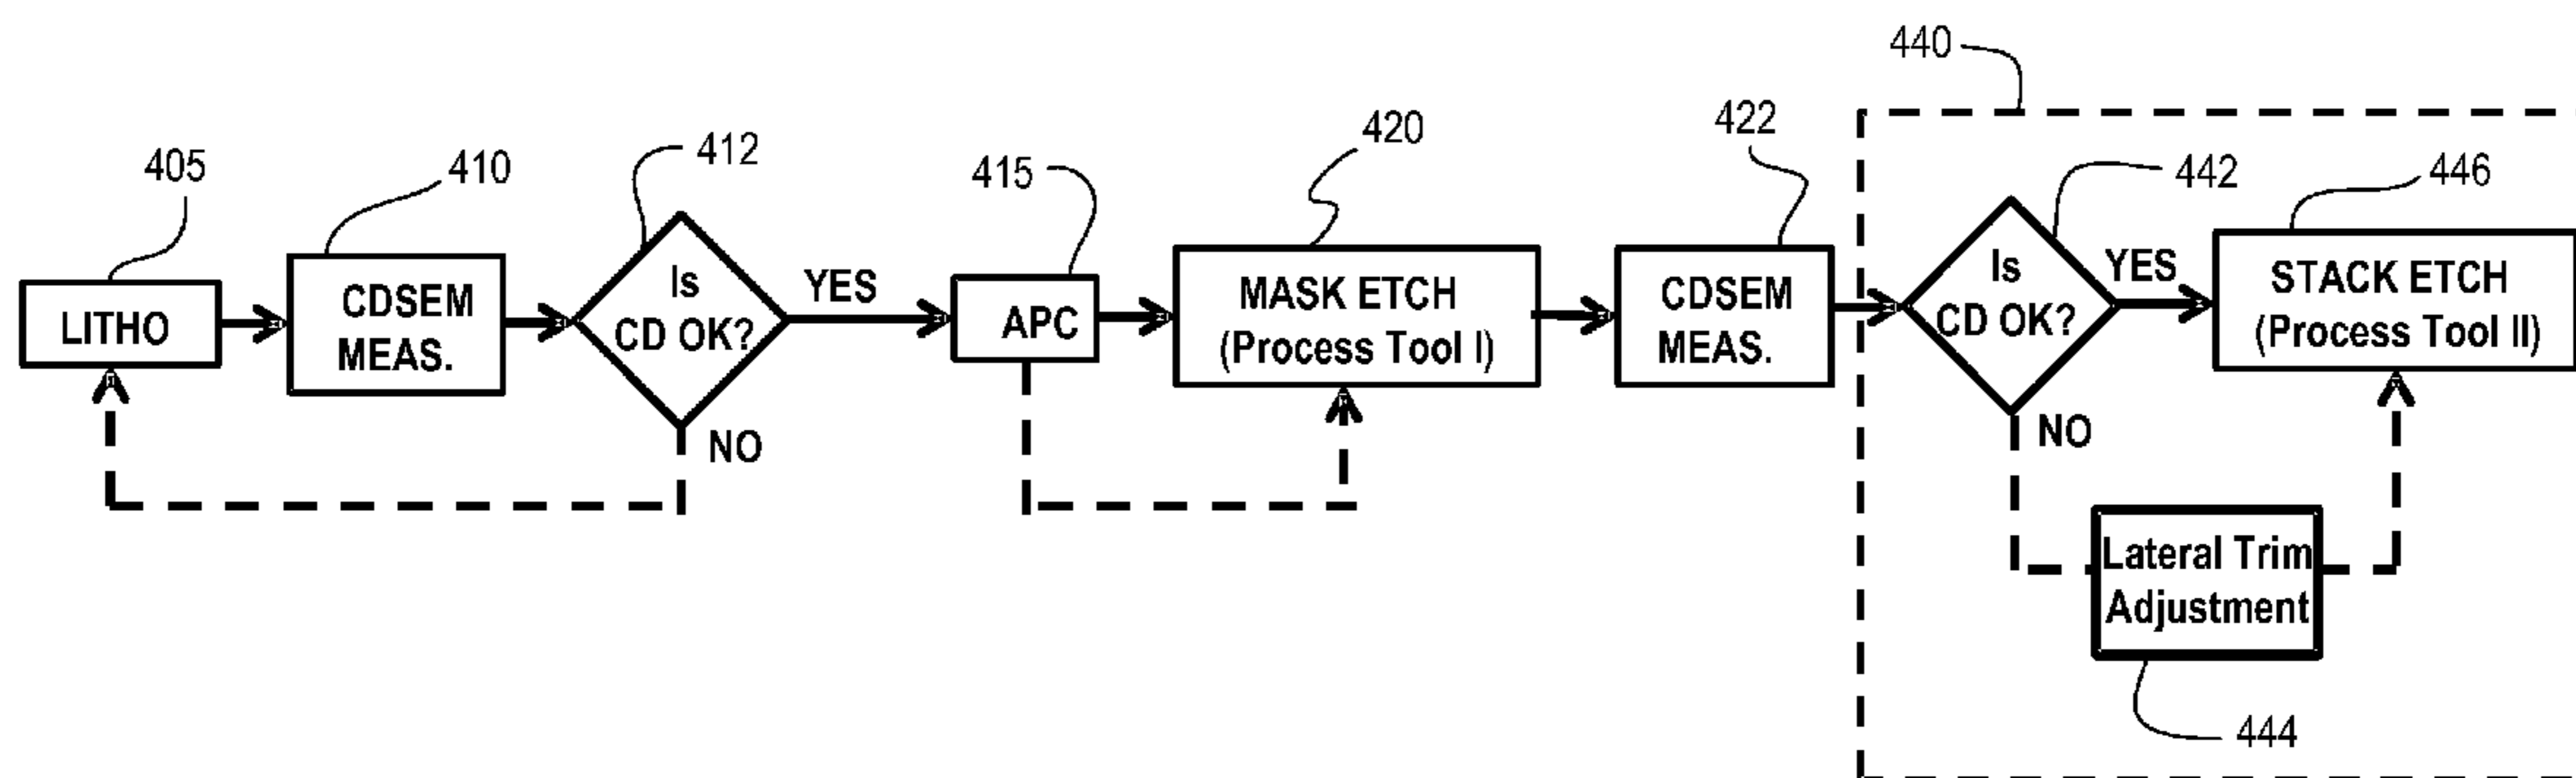 405
LITHO
410
CDSEM
MEAS.
412
Is
CD OK?
YES
NO
415
APC
420
MASK ETCH
(Process Tool I)
422
CDSEM
MEAS.
440
442
Is
CD OK?
YES
NO
446
STACK ETCH
(Process Tool II)
Lateral Trim
Adjustment
444